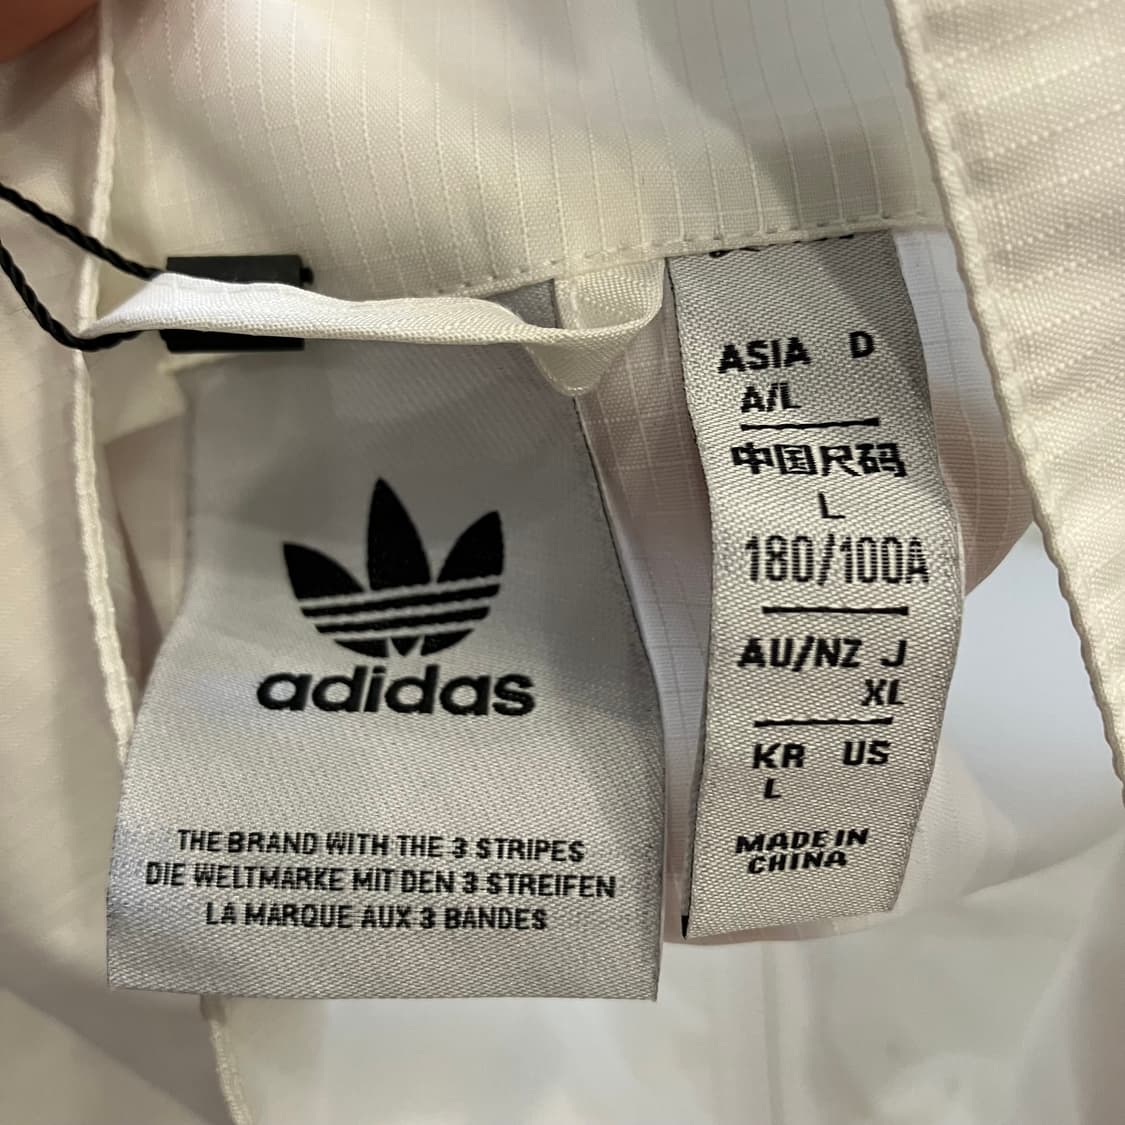 adidas
THE BRAND WITH THE 3 STRIPES
DIE WELTMARKE MIT DEN 3 STREIFEN
LA MARQUE AUX 3 BANDES
ASIA D
A/L
中国尺码
L
180/100A
AU/NZ J
XL
KR US
L
MADE IN
CHINA